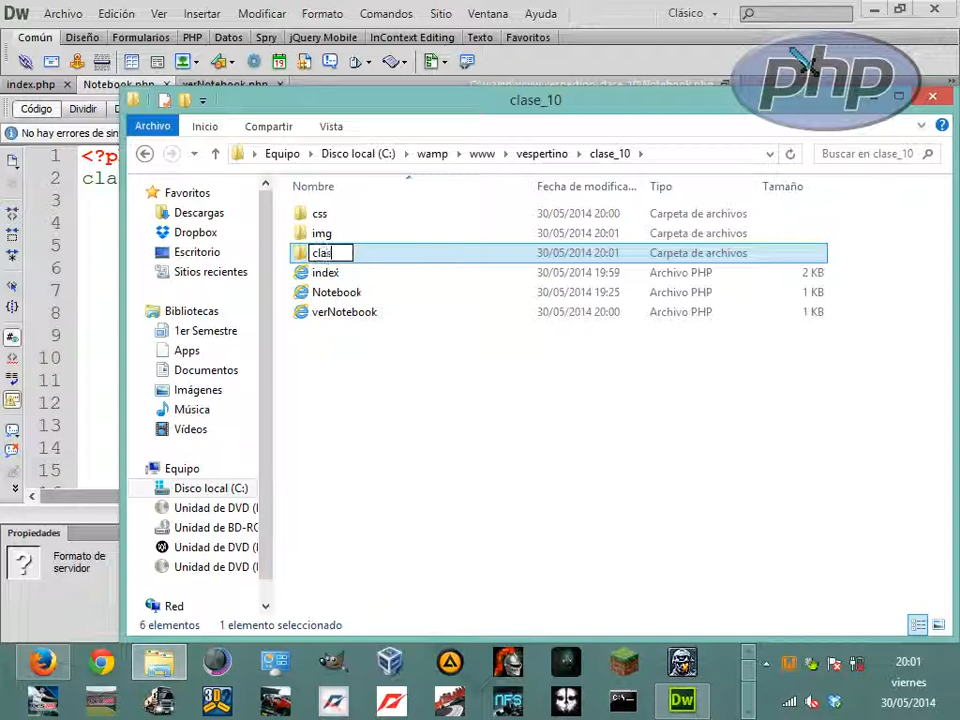 Dw Archivo Edición Ver Insertar Modificar Formato Comandos Sitio Ventana Ayuda Clásico
Común Diseño Formularios PHP Datos Spry jQuery Mobile InContext Editing Texto Favoritos
index.php × Notebook.php × verNotebook.php ×
php
Código Dividir
clase_10
No hay errores de sin
Archivo Inicio Compartir Vista
1 <?p
2 cla
3
4
5
6
7
8
9
10
11
12
13
14
15
Equipo Disco local (C:) wamp www vespertino clase_10
Buscar en clase_10
Nombre Fecha de modifica... Tipo Tamaño
css 30/05/2014 20:00 Carpeta de archivos
img 30/05/2014 20:01 Carpeta de archivos
clas 30/05/2014 20:01 Carpeta de archivos
index 30/05/2014 19:59 Archivo PHP 2 KB
Notebook 30/05/2014 19:25 Archivo PHP 1 KB
verNotebook 30/05/2014 20:00 Archivo PHP 1 KB
Favoritos
Descargas
Dropbox
Escritorio
Sitios recientes
Bibliotecas
1er Semestre
Apps
Documentos
Imágenes
Música
Vídeos
Equipo
Disco local (C:)
Unidad de DVD (
Unidad de BD-RO
Unidad de DVD (
Unidad de DVD (
Red
6 elementos 1 elemento seleccionado
Propiedades
Formato de
servidor
20:01
viernes
30/05/2014
NFS
Dw